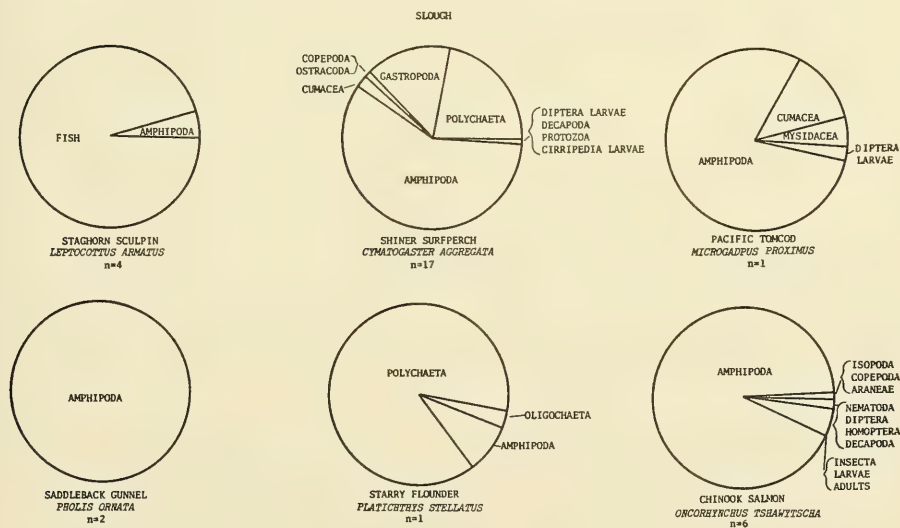 SLOUGH
COPEPODA
OSTRACODA
CUMACEA
GASTROPODA
POLYCHAETA
DIPTERA LARVAE
DECAPODA
PROTOZOA
CIRRIPEDIA LARVAE
AMPHIPODA
FISH
AMPHIPODA
CUMACEA
MYSIDACEA
DIPTERA
LARVAE
AMPHIPODA
STAGHORN SCULPIN
LEPTOCOTTUS ARMATUS
n=4
SHINER SURFPERCH
CYMATOGASTER AGGREGATA
n=17
PACIFIC TOMCOD
MICROGADPUS PROXIMUS
n=1
AMPHIPODA
POLYCHAETA
OLIGOCHAETA
AMPHIPODA
AMPHIPODA
ISOPODA
COPEPODA
ARANEAE
NEMATODA
DIPTERA
HOMOPTERA
DECAPODA
INSECTA
LARVAE
ADULTS
SADDLEBACK GUNNEL
PHOLIS ORNATA
n=2
STARRY FLOUNDER
PLATICHTHYS STELLATUS
n=1
CHINOOK SALMON
ONCORHYNCHUS TSHAWITSCHA
n=6